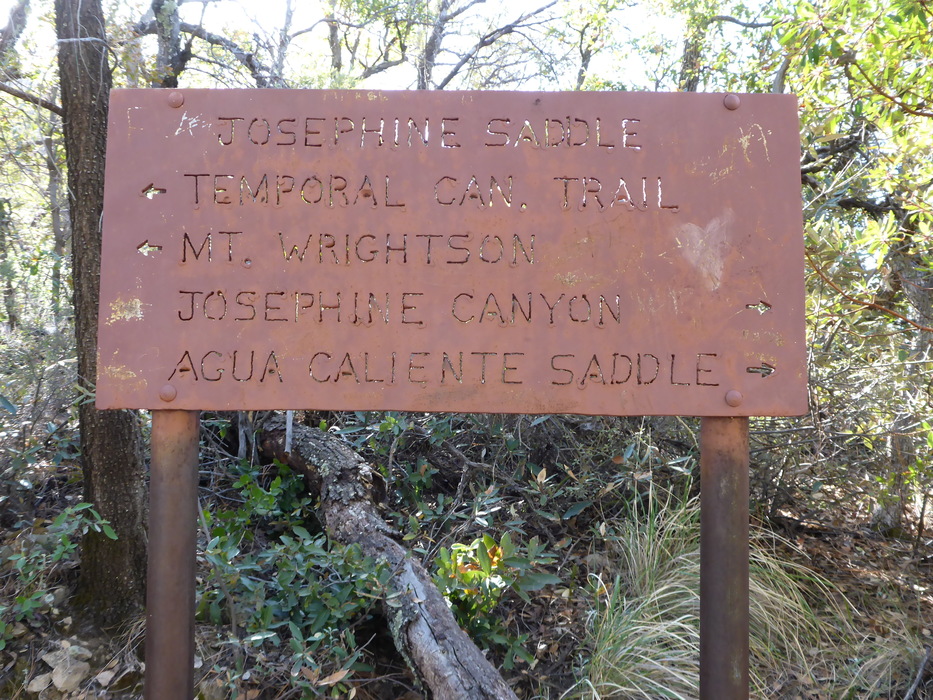 JOSEPHINE SADDLE
← TEMPORAL CAN. TRAIL
← MT. WRIGHTSON
JOSEPHINE CANYON →
AGUA CALIENTE SADDLE →